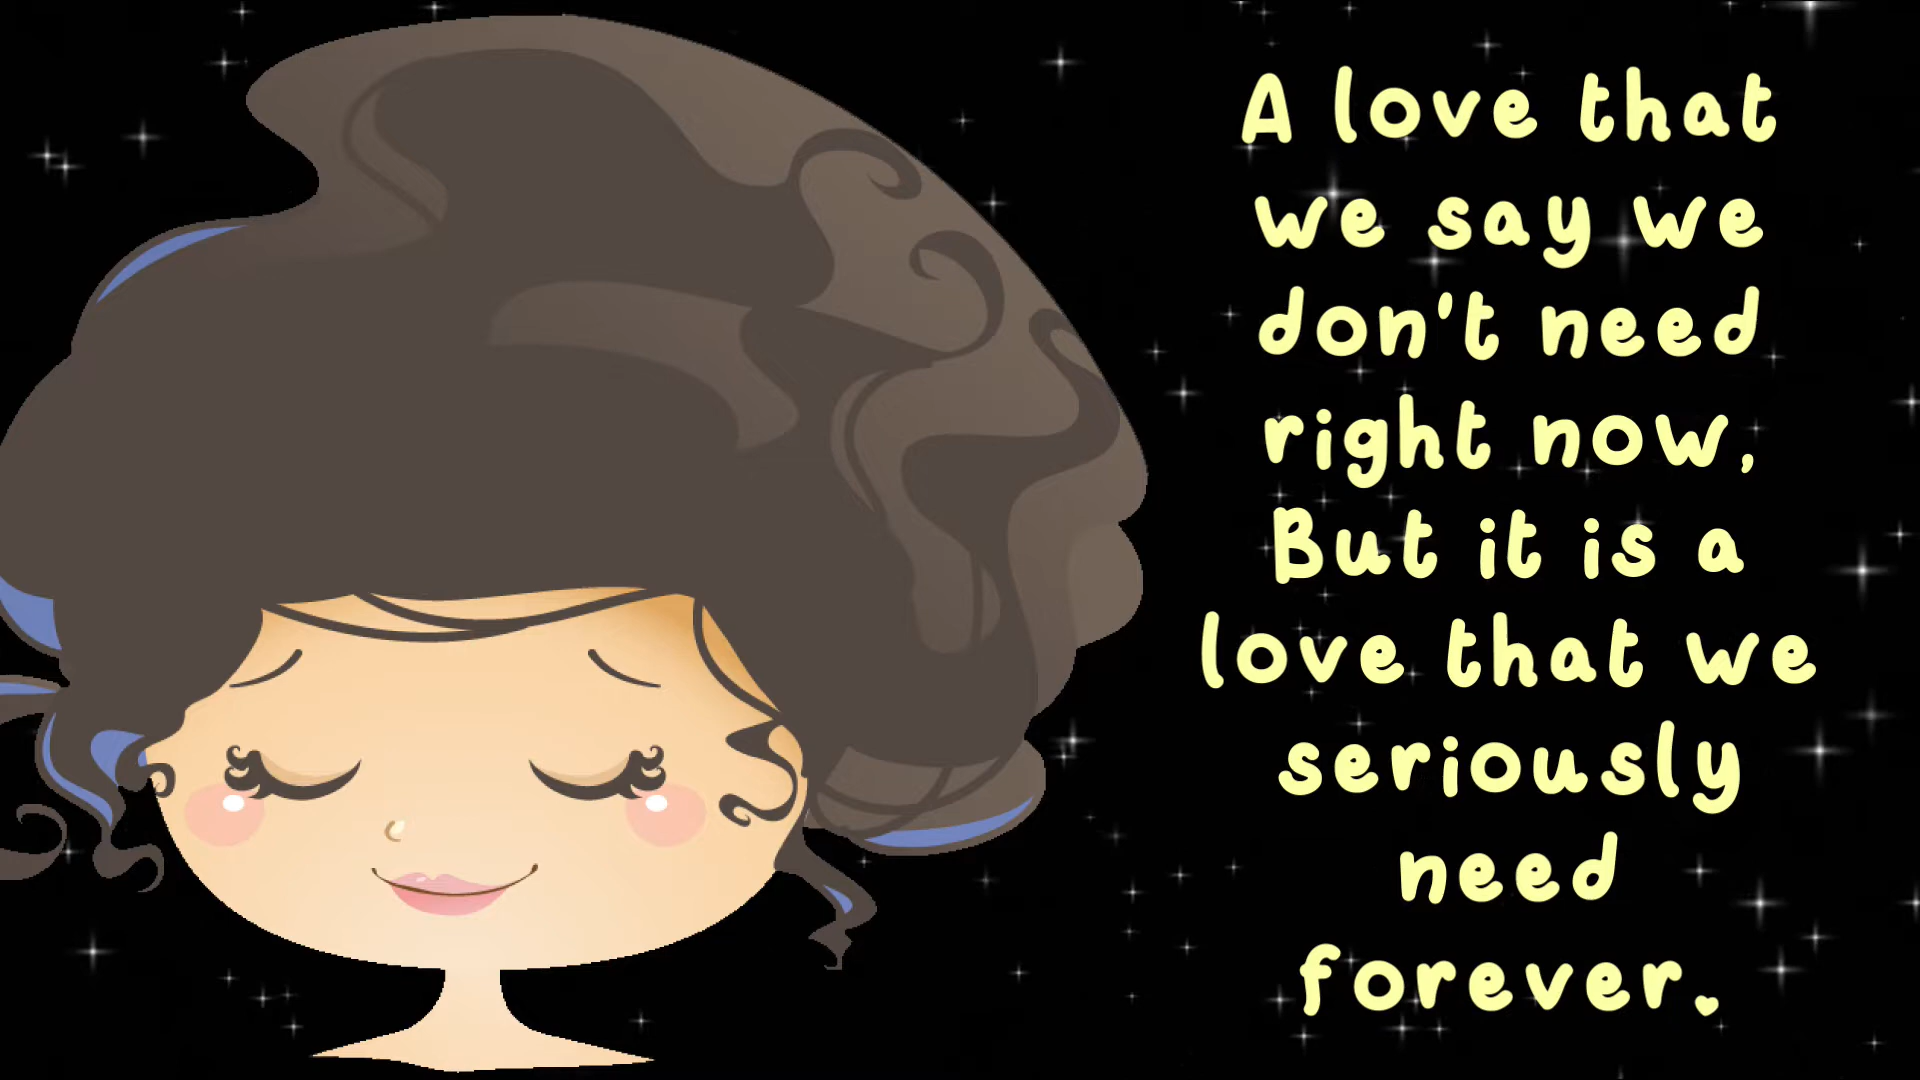 A love that
we say we
don't need
right now,
But it is a
love that we
seriously
need
forever.